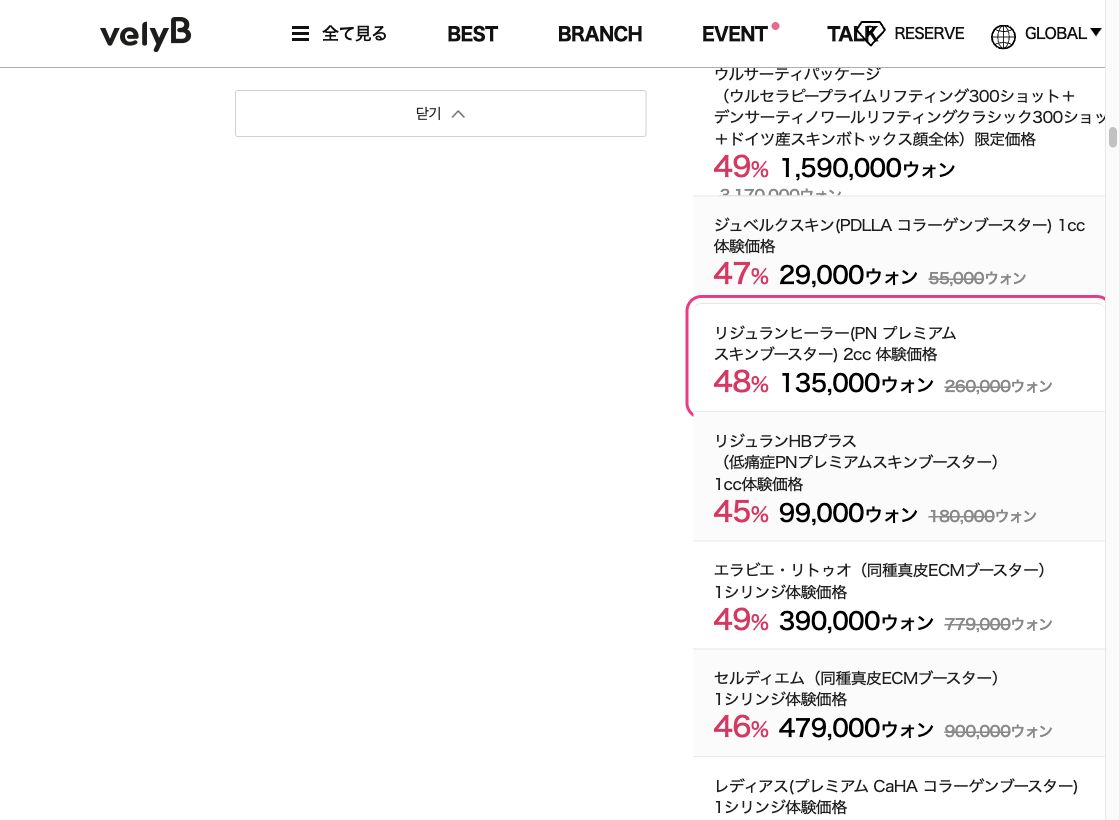 velyB
全て見る
BEST
BRANCH
EVENT
TALK
RESERVE
GLOBAL
닫기
ウルサーティパッケージ
（ウルセラピープライムリフティング300ショット＋
デンサーティノワールリフティングクラシック300ショッ
＋ドイツ産スキンボトックス顔全体）限定価格
49% 1,590,000ウォン
3,170,000ウォン
ジュベルクスキン(PDLLA コラーゲンブースター) 1cc
体験価格
47% 29,000ウォン 55,000ウォン
リジュランヒーラー(PN プレミアム
スキンブースター) 2cc 体験価格
48% 135,000ウォン 260,000ウォン
リジュランHBプラス
（低痛症PNプレミアムスキンブースター）
1cc体験価格
45% 99,000ウォン 180,000ウォン
エラビエ・リトゥオ（同種真皮ECMブースター）
1シリンジ体験価格
49% 390,000ウォン 779,000ウォン
セルディエム（同種真皮ECMブースター）
1シリンジ体験価格
46% 479,000ウォン 900,000ウォン
レディアス(プレミアム CaHA コラーゲンブースター)
1シリンジ体験価格